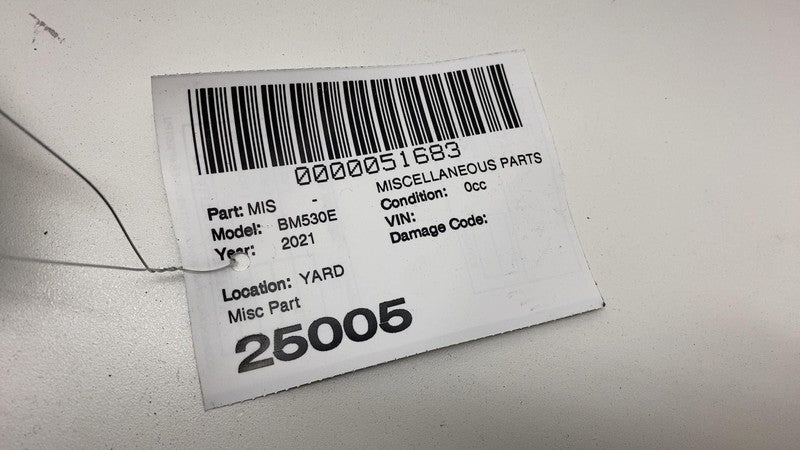 0000051683
Part: MIS - MISCELLANEOUS PARTS
Model: BM530E Condition: 0cc
Year: 2021 VIN:
Damage Code:
Location: YARD
Misc Part
25005